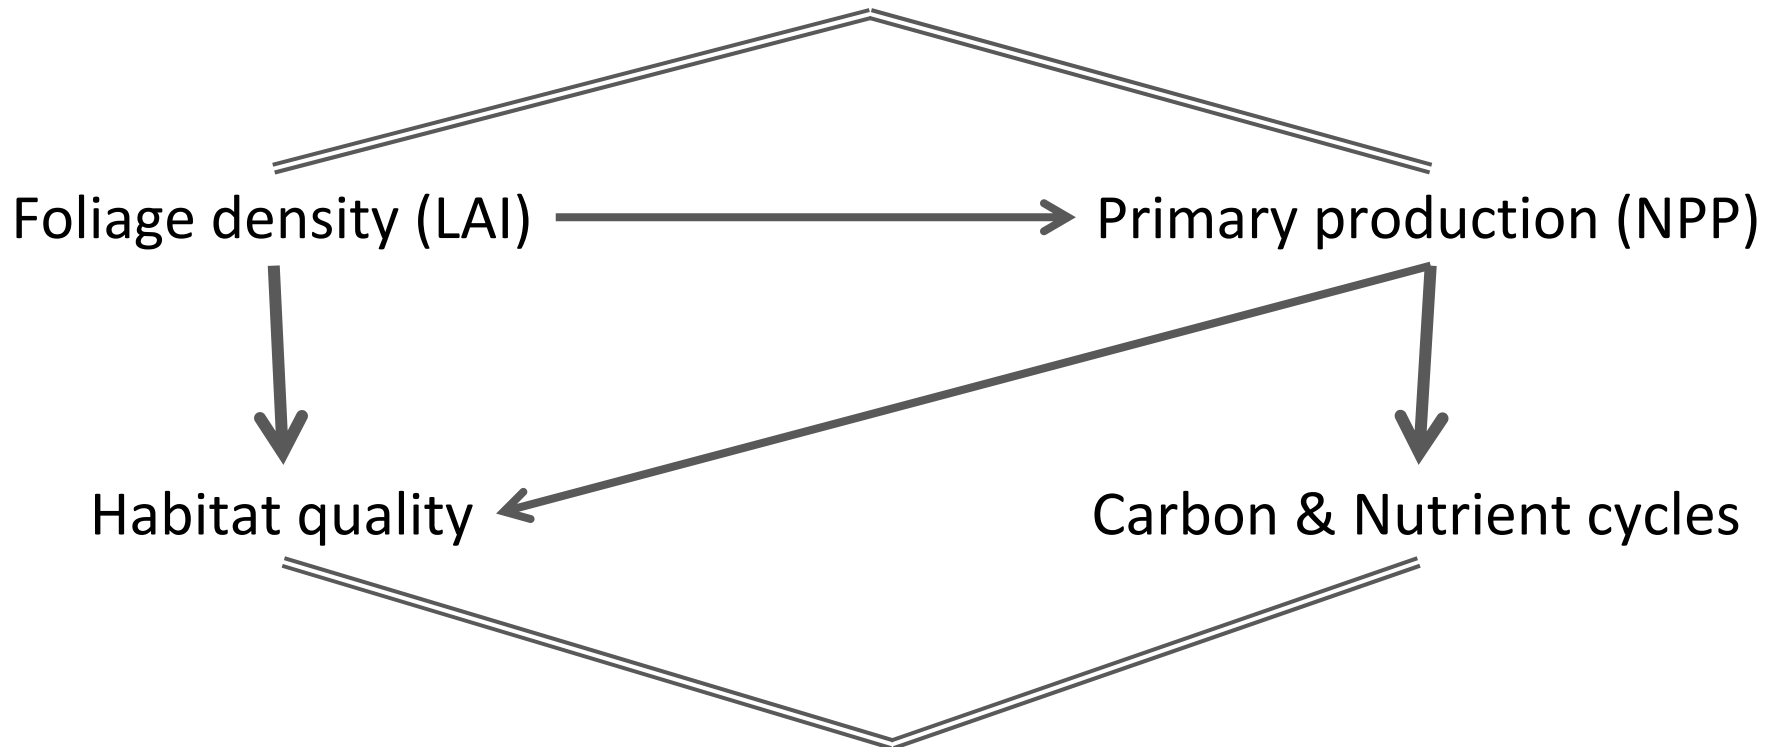 Foliage density (LAI)
Primary production (NPP)
Habitat quality
Carbon & Nutrient cycles